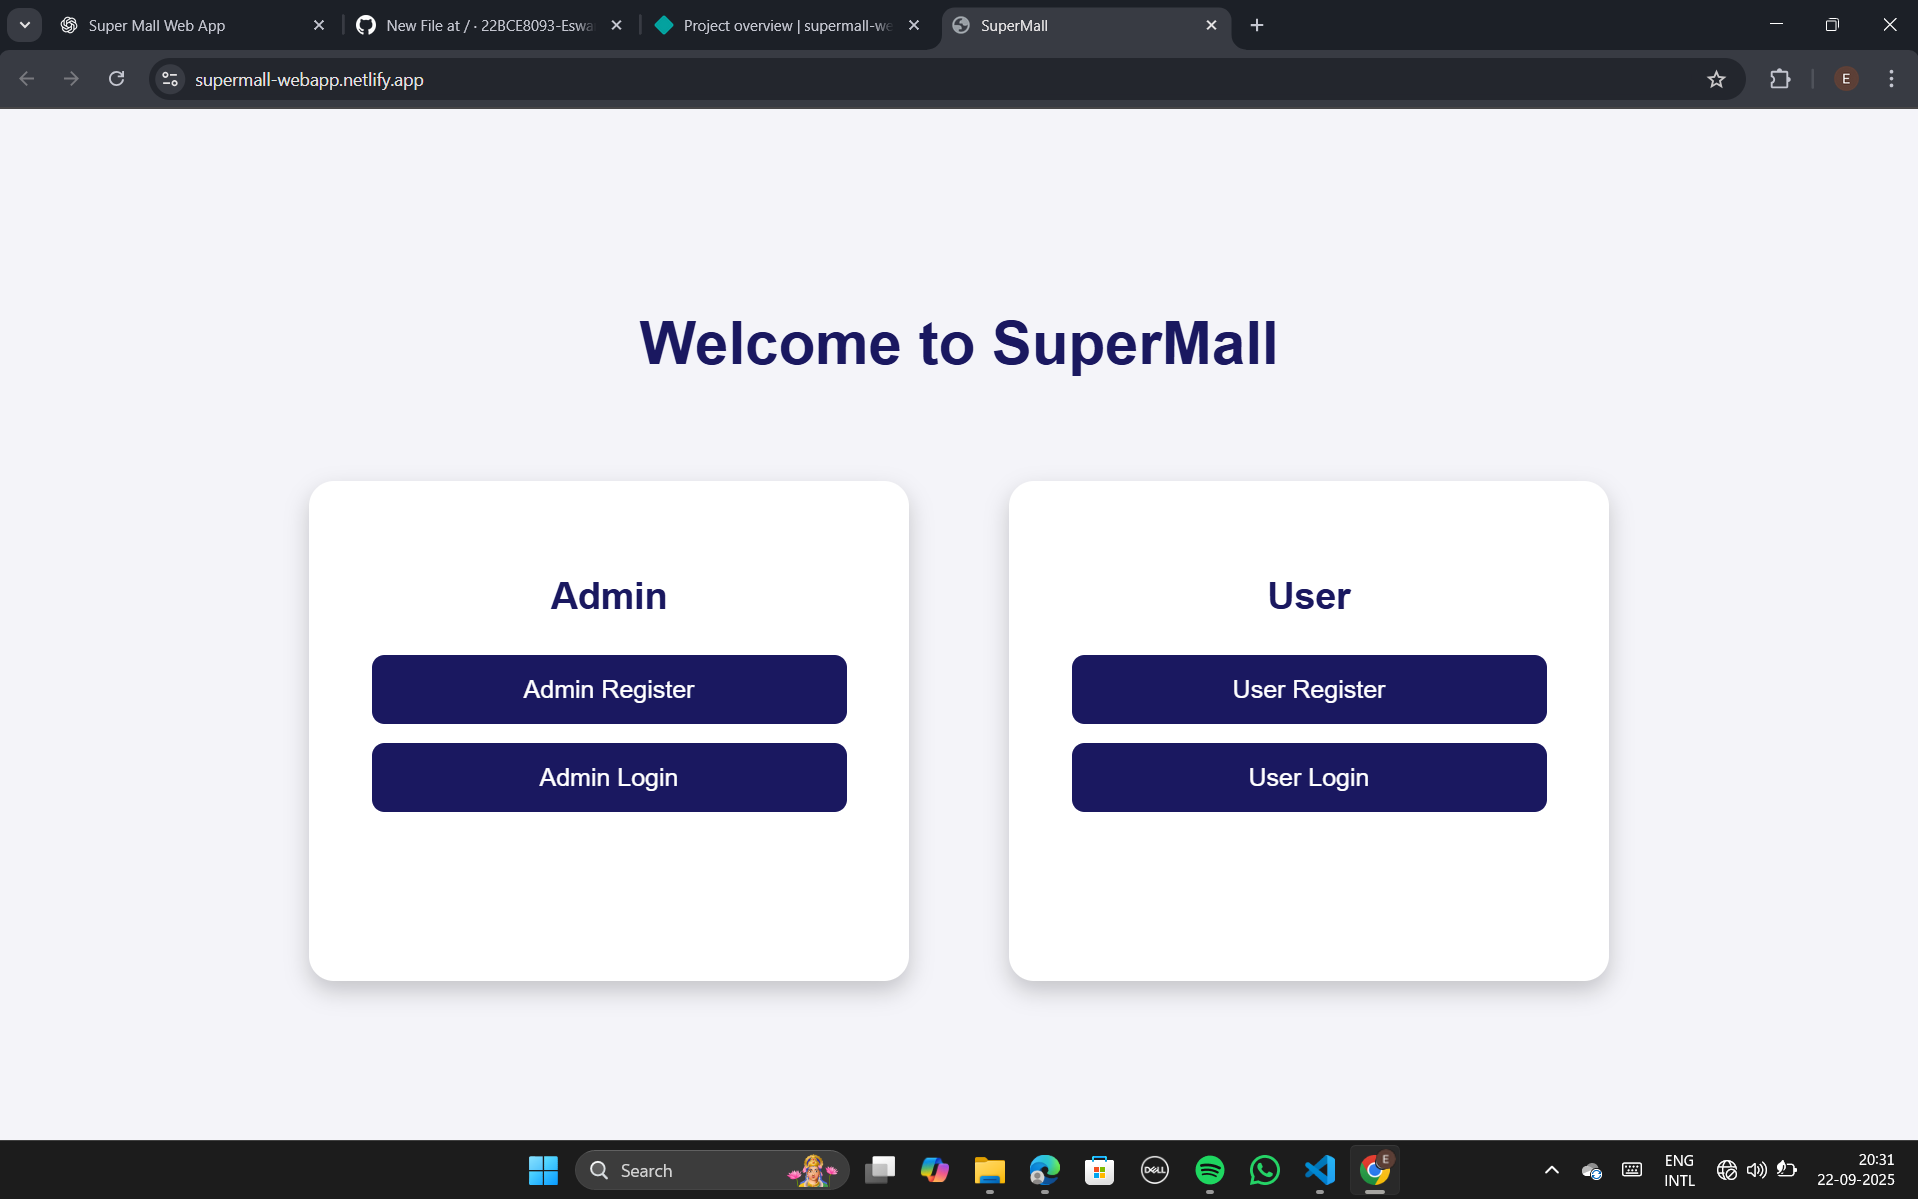 Super Mall Web App
New File at / · 22BCE8093-Eswa
Project overview | supermall-we
SuperMall
supermall-webapp.netlify.app
E
Welcome to SuperMall
Admin
Admin Register
Admin Login
User
User Register
User Login
Search
DELL
E
ENG
INTL
20:31
22-09-2025